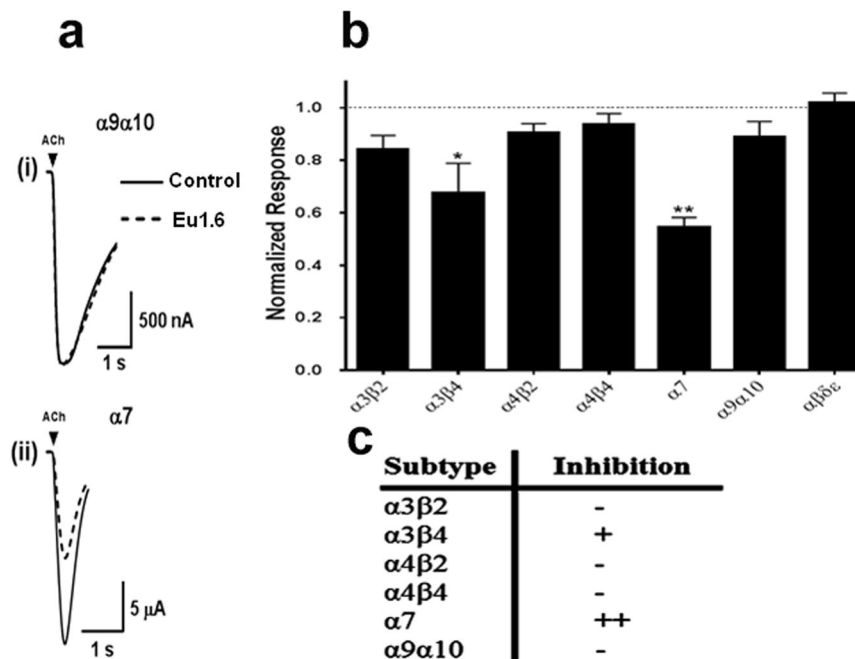 a
α9α10
ACh
(i)
Control
Eu1.6
500 nA
1 s
α7
ACh
(ii)
5 µA
1 s
b
Normalized Response
1.0
0.8
0.6
0.4
0.2
0.0
*
**
α3β2
α3β4
α4β2
α4β4
α7
α9α10
αβδε
c
Subtype Inhibition
α3β2 -
α3β4 +
α4β2 -
α4β4 -
α7 ++
α9α10 -